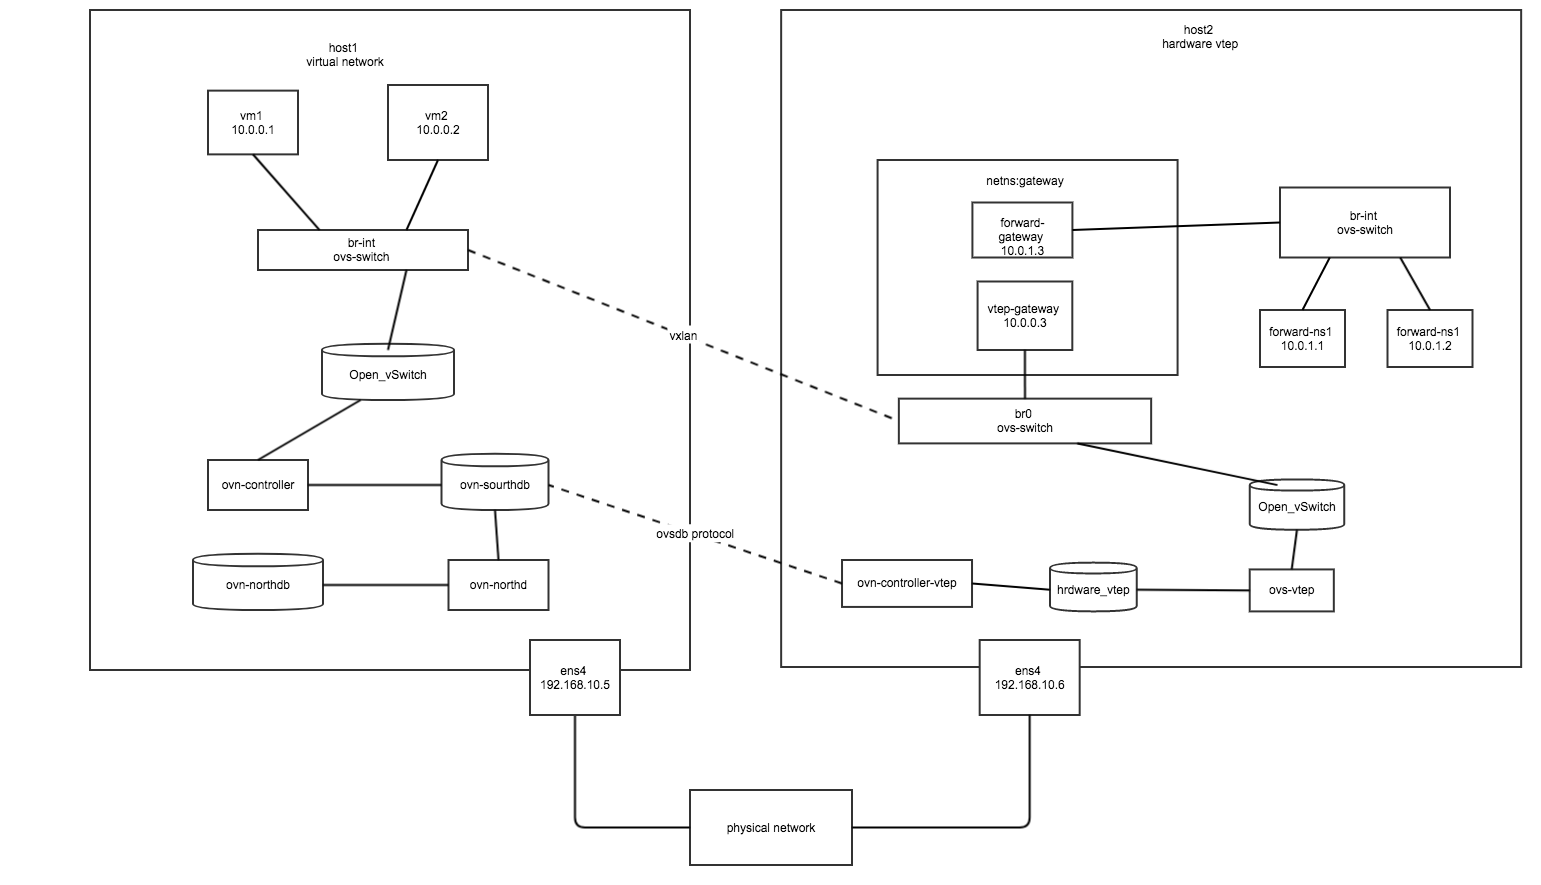 host1
virtual network
vm1
10.0.0.1
vm2
10.0.0.2
br-int
ovs-switch
Open_vSwitch
ovn-controller
ovn-sourthdb
ovn-northdb
ovn-northd
ens4
192.168.10.5
vxlan
ovsdb protocol
host2
hardware vtep
netns:gateway
forward-
gateway
10.0.1.3
vtep-gateway
10.0.0.3
br-int
ovs-switch
forward-ns1
10.0.1.1
forward-ns1
10.0.1.2
br0
ovs-switch
Open_vSwitch
ovn-controller-vtep
hrdware_vtep
ovs-vtep
ens4
192.168.10.6
physical network